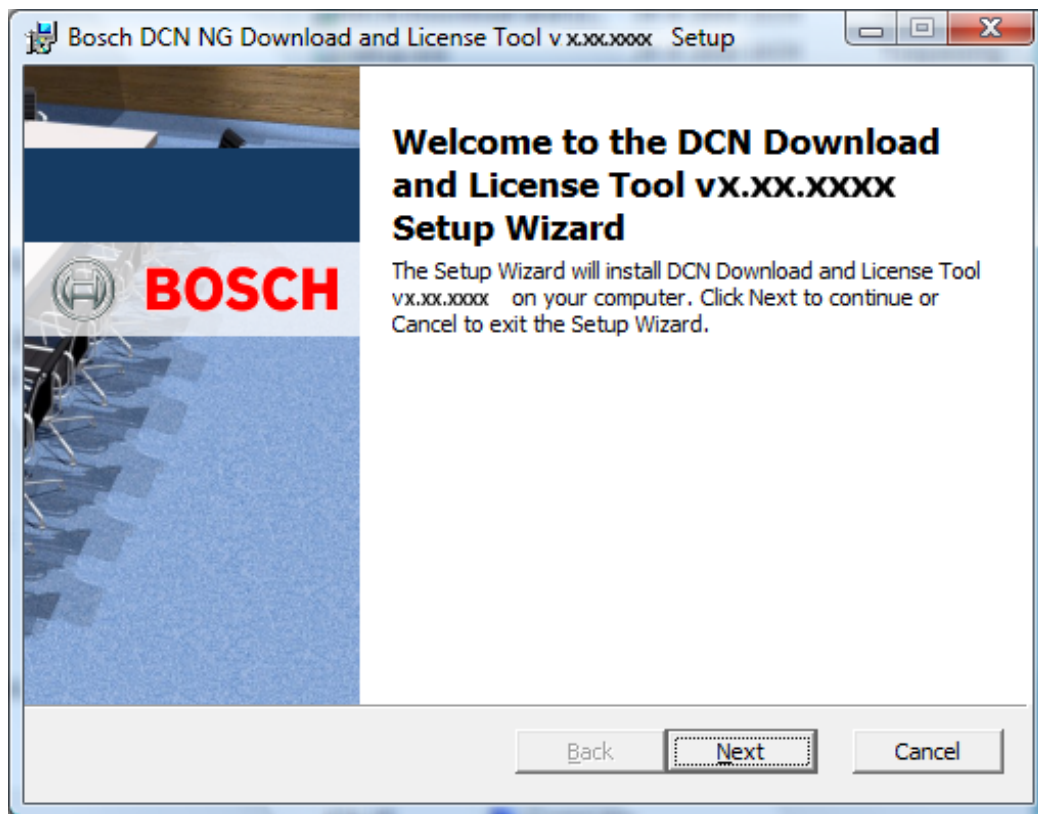 Bosch DCN NG Download and License Tool v x.xx.xxxx Setup
Welcome to the DCN Download
and License Tool vx.xx.xxxx
Setup Wizard
The Setup Wizard will install DCN Download and License Tool
vx.xx.xxxx on your computer. Click Next to continue or
Cancel to exit the Setup Wizard.
BOSCH
Back Next Cancel